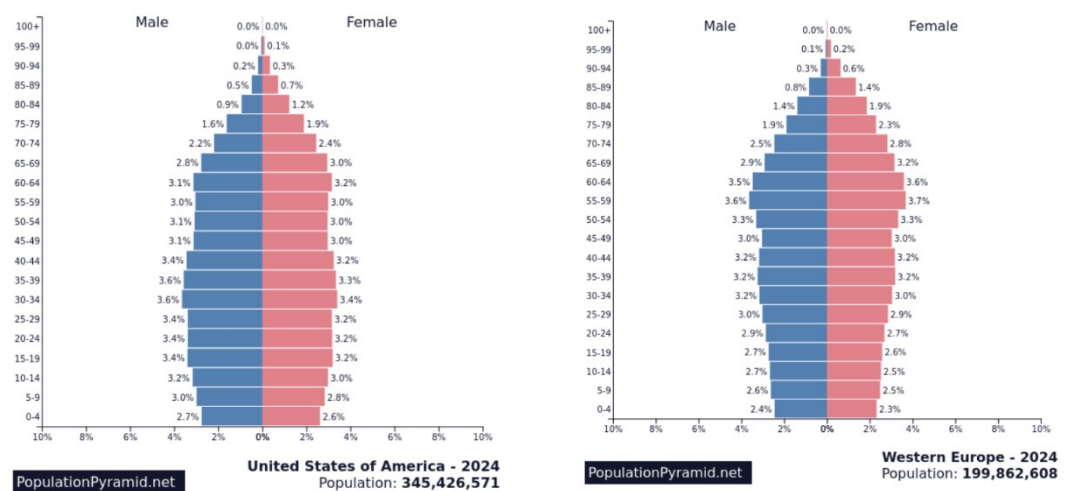 Male Female
100+ 0.0% 0.0%
95-99 0.0% 0.1%
90-94 0.2% 0.3%
85-89 0.5% 0.7%
80-84 0.9% 1.2%
75-79 1.6% 1.9%
70-74 2.2% 2.4%
65-69 2.8% 3.0%
60-64 3.1% 3.2%
55-59 3.0% 3.0%
50-54 3.1% 3.0%
45-49 3.1% 3.0%
40-44 3.4% 3.2%
35-39 3.6% 3.3%
30-34 3.6% 3.4%
25-29 3.4% 3.2%
20-24 3.4% 3.2%
15-19 3.4% 3.2%
10-14 3.2% 3.0%
5-9 3.0% 2.8%
0-4 2.7% 2.6%
10% 8% 6% 4% 2% 0% 2% 4% 6% 8% 10%
United States of America - 2024
PopulationPyramid.net Population: 345,426,571
Male Female
100+ 0.0% 0.0%
95-99 0.1% 0.2%
90-94 0.3% 0.6%
85-89 0.8% 1.4%
80-84 1.4% 1.9%
75-79 1.9% 2.3%
70-74 2.5% 2.8%
65-69 2.9% 3.2%
60-64 3.5% 3.6%
55-59 3.6% 3.7%
50-54 3.3% 3.3%
45-49 3.0% 3.0%
40-44 3.2% 3.2%
35-39 3.2% 3.2%
30-34 3.2% 3.0%
25-29 3.0% 2.9%
20-24 2.9% 2.7%
15-19 2.7% 2.6%
10-14 2.7% 2.5%
5-9 2.6% 2.5%
0-4 2.4% 2.3%
10% 8% 6% 4% 2% 0% 2% 4% 6% 8% 10%
Western Europe - 2024
PopulationPyramid.net Population: 199,862,608